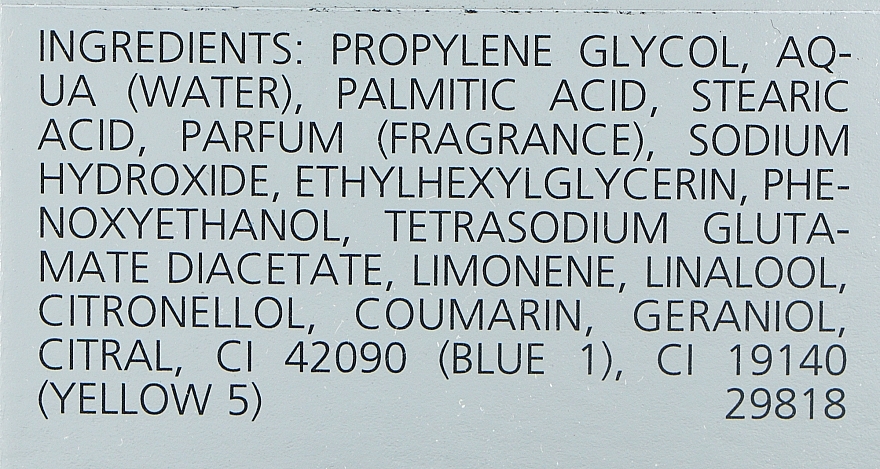 INGREDIENTS: PROPYLENE GLYCOL, AQ-
UA (WATER), PALMITIC ACID, STEARIC
ACID, PARFUM (FRAGRANCE), SODIUM
HYDROXIDE, ETHYLHEXYLGLYCERIN, PHE-
NOXYETHANOL, TETRASODIUM GLUTA-
MATE DIACETATE, LIMONENE, LINALOOL,
CITRONELLOL, COUMARIN, GERANIOL,
CITRAL, CI 42090 (BLUE 1), CI 19140
(YELLOW 5) 29818